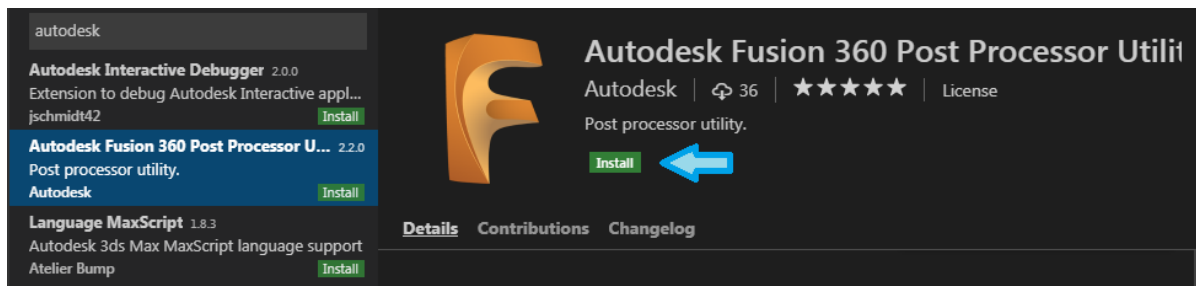 autodesk
Autodesk Interactive Debugger 2.0.0
Extension to debug Autodesk Interactive appl...
jschmidt42 Install
Autodesk Fusion 360 Post Processor U... 2.2.0
Post processor utility.
Autodesk Install
Language MaxScript 1.8.3
Autodesk 3ds Max MaxScript language support
Atelier Bump Install
Autodesk Fusion 360 Post Processor Utilit
Autodesk 36 License
Post processor utility.
Install
Details Contributions Changelog